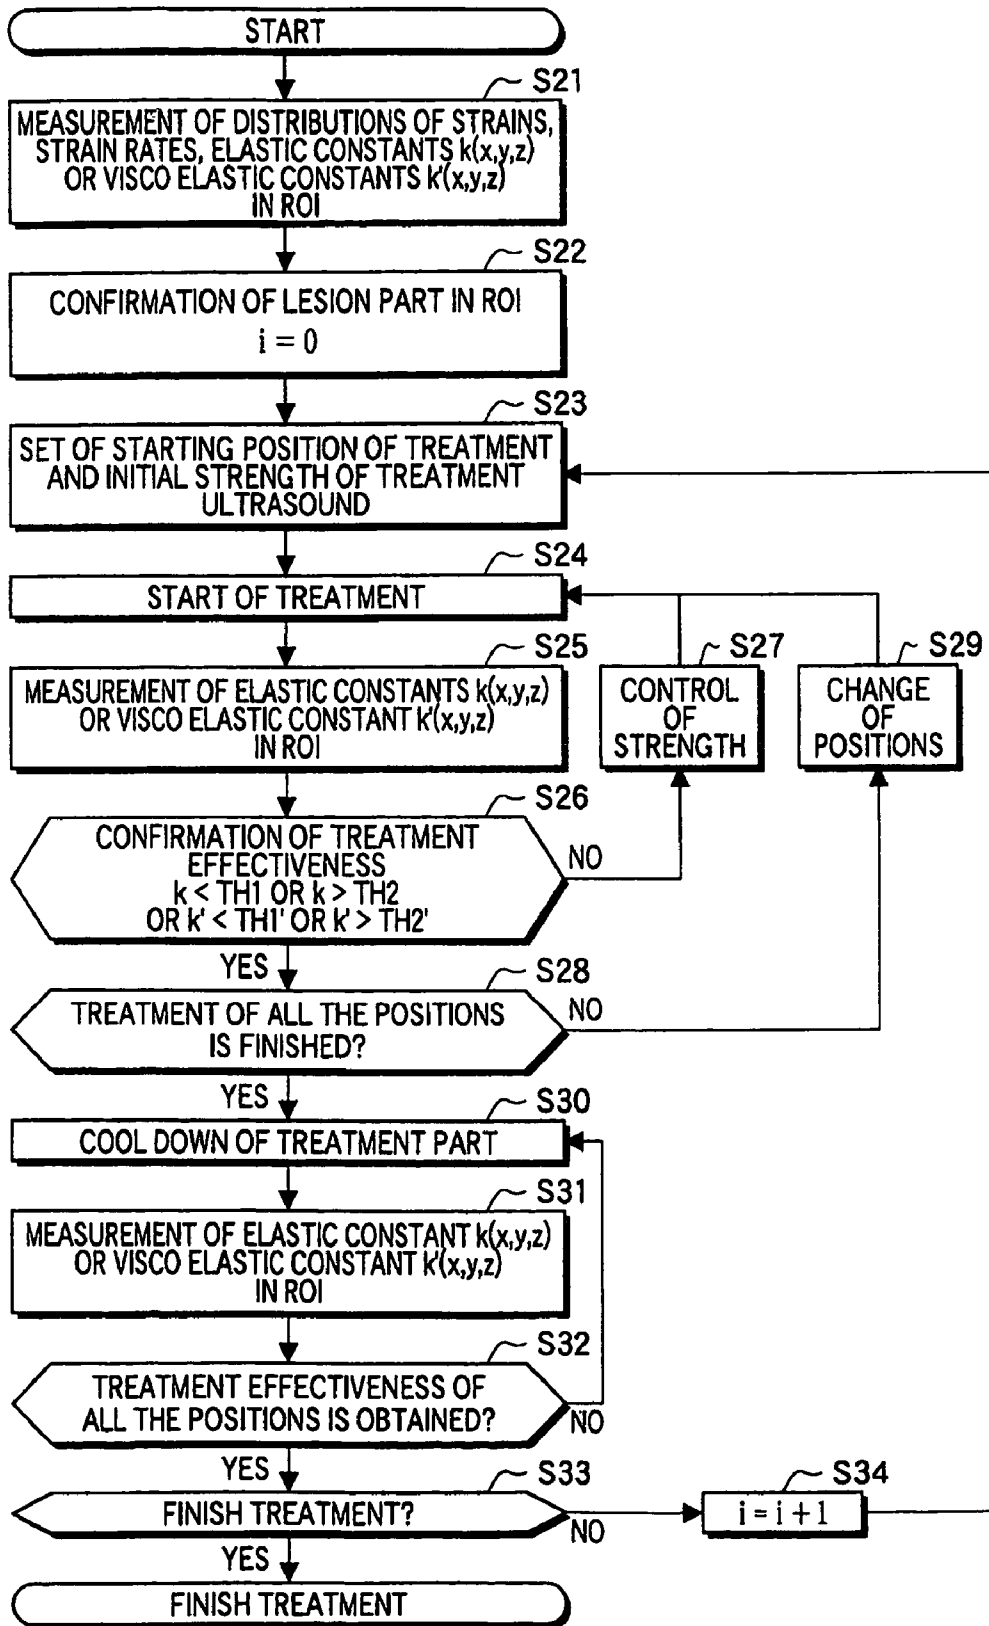 START
S21
MEASUREMENT OF DISTRIBUTIONS OF STRAINS,
STRAIN RATES, ELASTIC CONSTANTS k(x,y,z)
OR VISCO ELASTIC CONSTANTS k'(x,y,z)
IN ROI
S22
CONFIRMATION OF LESION PART IN ROI
i = 0
S23
SET OF STARTING POSITION OF TREATMENT
AND INITIAL STRENGTH OF TREATMENT
ULTRASOUND
S24
START OF TREATMENT
S25
MEASUREMENT OF ELASTIC CONSTANTS k(x,y,z)
OR VISCO ELASTIC CONSTANT k'(x,y,z)
IN ROI
S27
CONTROL
OF
STRENGTH
S29
CHANGE
OF
POSITIONS
S26
CONFIRMATION OF TREATMENT
EFFECTIVENESS
k < TH1 OR k > TH2
OR k' < TH1' OR k' > TH2'
NO
YES
S28
TREATMENT OF ALL THE POSITIONS
IS FINISHED?
NO
YES
S30
COOL DOWN OF TREATMENT PART
S31
MEASUREMENT OF ELASTIC CONSTANT k(x,y,z)
OR VISCO ELASTIC CONSTANT k'(x,y,z)
IN ROI
S32
TREATMENT EFFECTIVENESS OF
ALL THE POSITIONS IS OBTAINED?
NO
YES
S33
FINISH TREATMENT?
NO
S34
i = i + 1
YES
FINISH TREATMENT